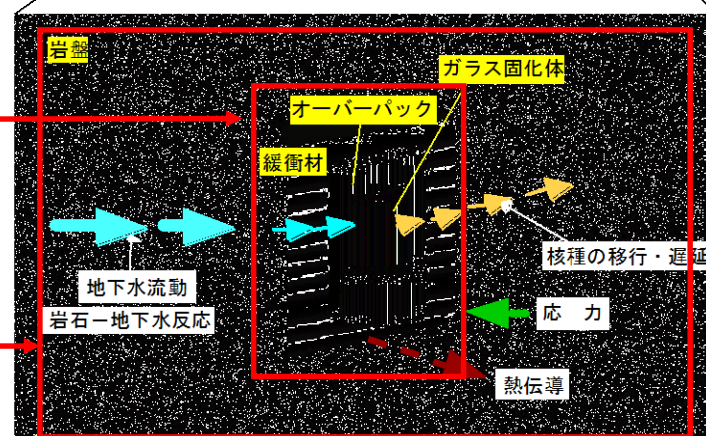 岩盤
ガラス固化体
オーバーパック
緩衝材
核種の移行・遅延
地下水流動
岩石ー地下水反応
応　力
熱伝導